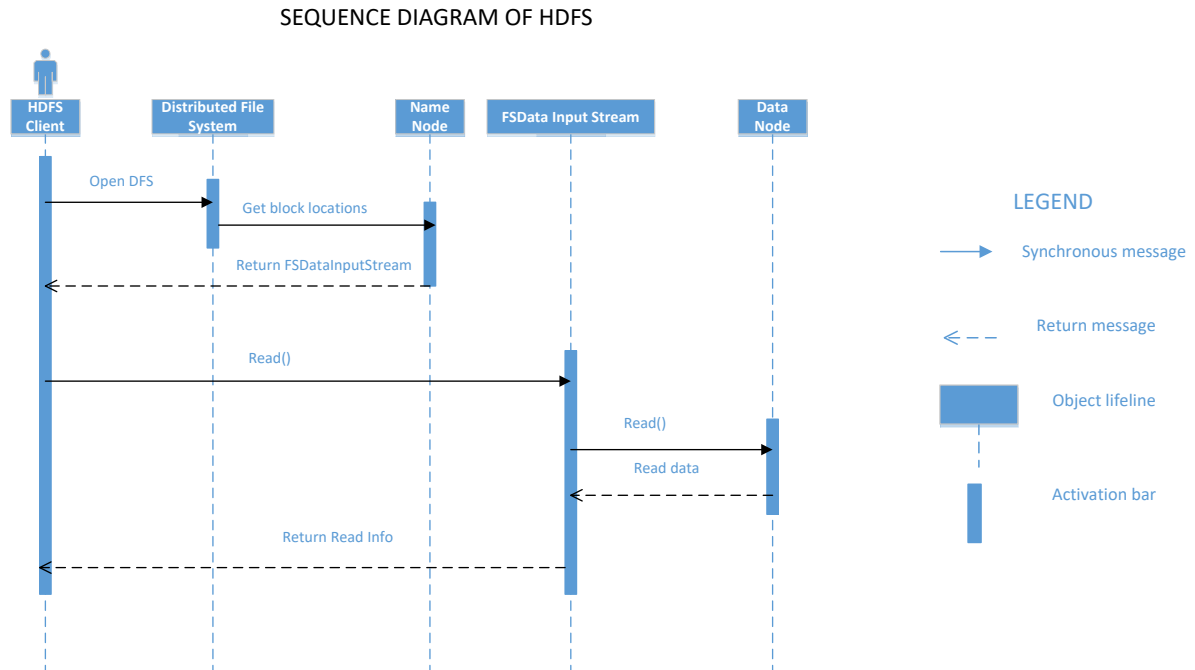 SEQUENCE DIAGRAM OF HDFS
HDFS
Client
Distributed File
System
Name
Node
FSData Input Stream
Data
Node
Open DFS
Get block locations
Return FSDataInputStream
Read()
Read()
Read data
Return Read Info
LEGEND
Synchronous message
Return message
Object lifeline
Activation bar